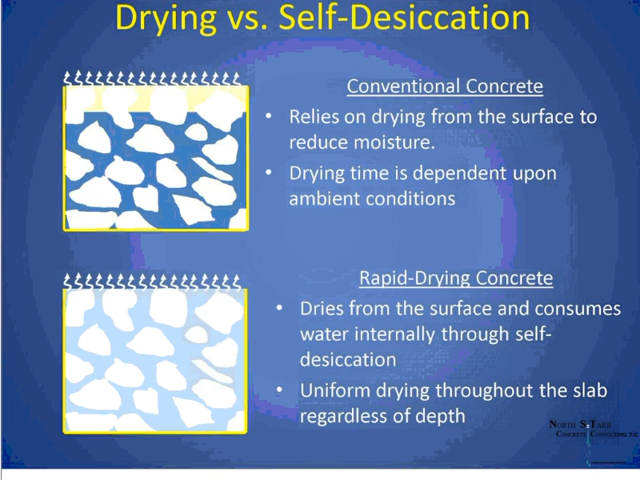 Drying vs. Self-Desiccation
Conventional Concrete
• Relies on drying from the surface to
reduce moisture.
• Drying time is dependent upon
ambient conditions
Rapid-Drying Concrete
• Dries from the surface and consumes
water internally through self-
desiccation
• Uniform drying throughout the slab
regardless of depth
North S. Tarr
Concrete Consulting